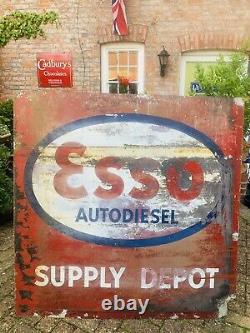 Cadbury's
Chocolates
Esso
AUTODIESEL
SUPPLY DEPOT